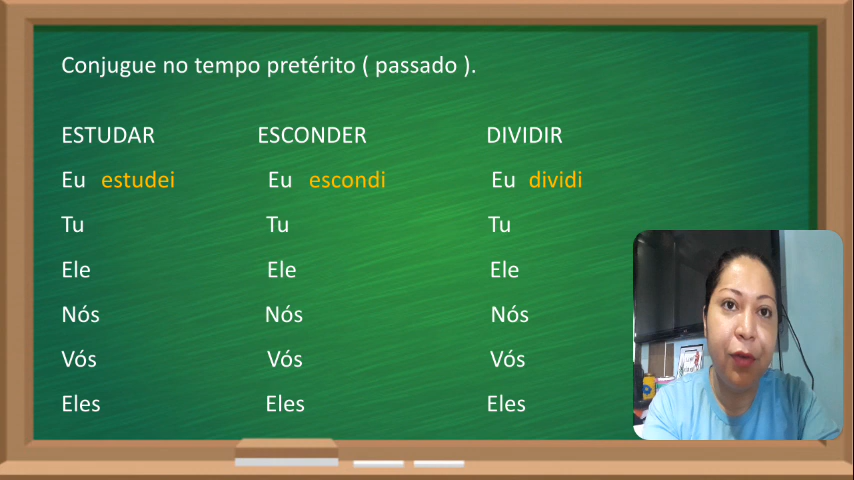 Conjugue no tempo pretérito ( passado ).
ESTUDAR ESCONDER DIVIDIR
Eu estudei Eu escondi Eu dividi
Tu Tu Tu
Ele Ele Ele
Nós Nós Nós
Vós Vós Vós
Eles Eles Eles